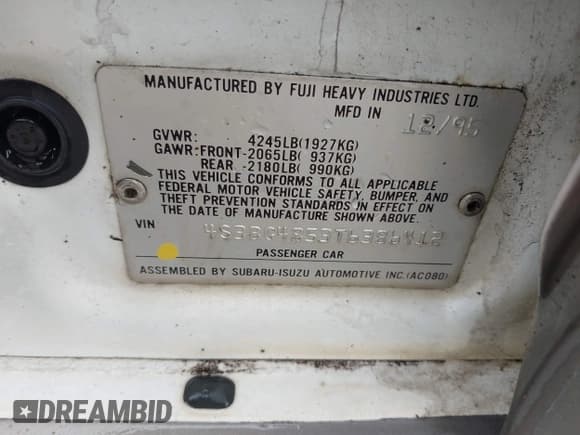 MANUFACTURED BY FUJI HEAVY INDUSTRIES LTD.
MFD IN 12/95
GVWR: 4245LB(1927KG)
GAWR:FRONT-2065LB( 937KG)
REAR -2180LB( 990KG)
THIS VEHICLE CONFORMS TO ALL APPLICABLE
FEDERAL MOTOR VEHICLE SAFETY, BUMPER, AND
THEFT PREVENTION STANDARDS IN EFFECT ON
THE DATE OF MANUFACTURE SHOWN ABOVE.
VIN
PASSENGER CAR
ASSEMBLED BY SUBARU-ISUZU AUTOMOTIVE INC.(AC080)
DREAMBID